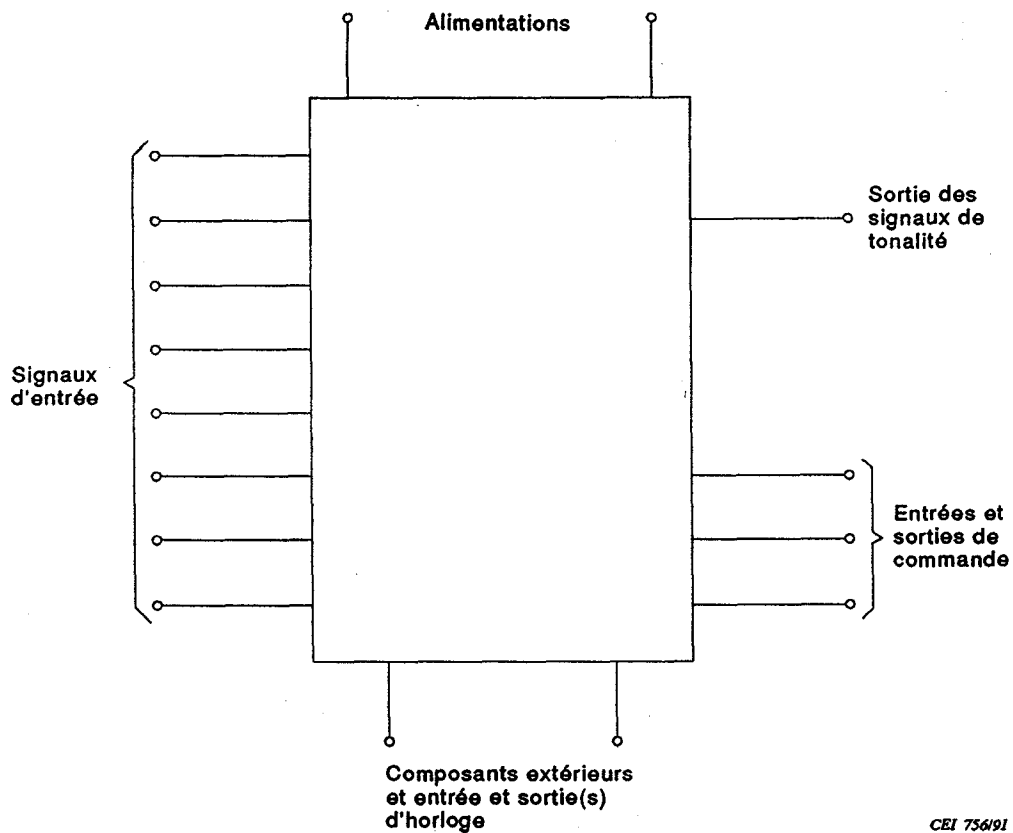 Alimentations
Sortie des
signaux de
tonalité
Signaux
d'entrée
Entrées et
sorties de
commande
Composants extérieurs
et entrée et sortie(s)
d'horloge
CEI 756/91